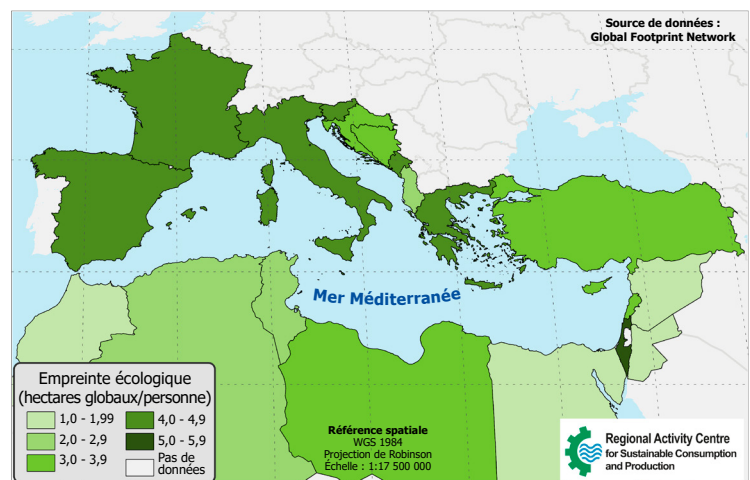 Source de données :
Global Footprint Network
Mer Méditerranée
Empreinte écologique
(hectares globaux/personne)
1,0 - 1,99
2,0 - 2,9
3,0 - 3,9
4,0 - 4,9
5,0 - 5,9
Pas de
données
Référence spatiale
WGS 1984
Projection de Robinson
Échelle : 1:17 500 000
Regional Activity Centre
for Sustainable Consumption
and Production